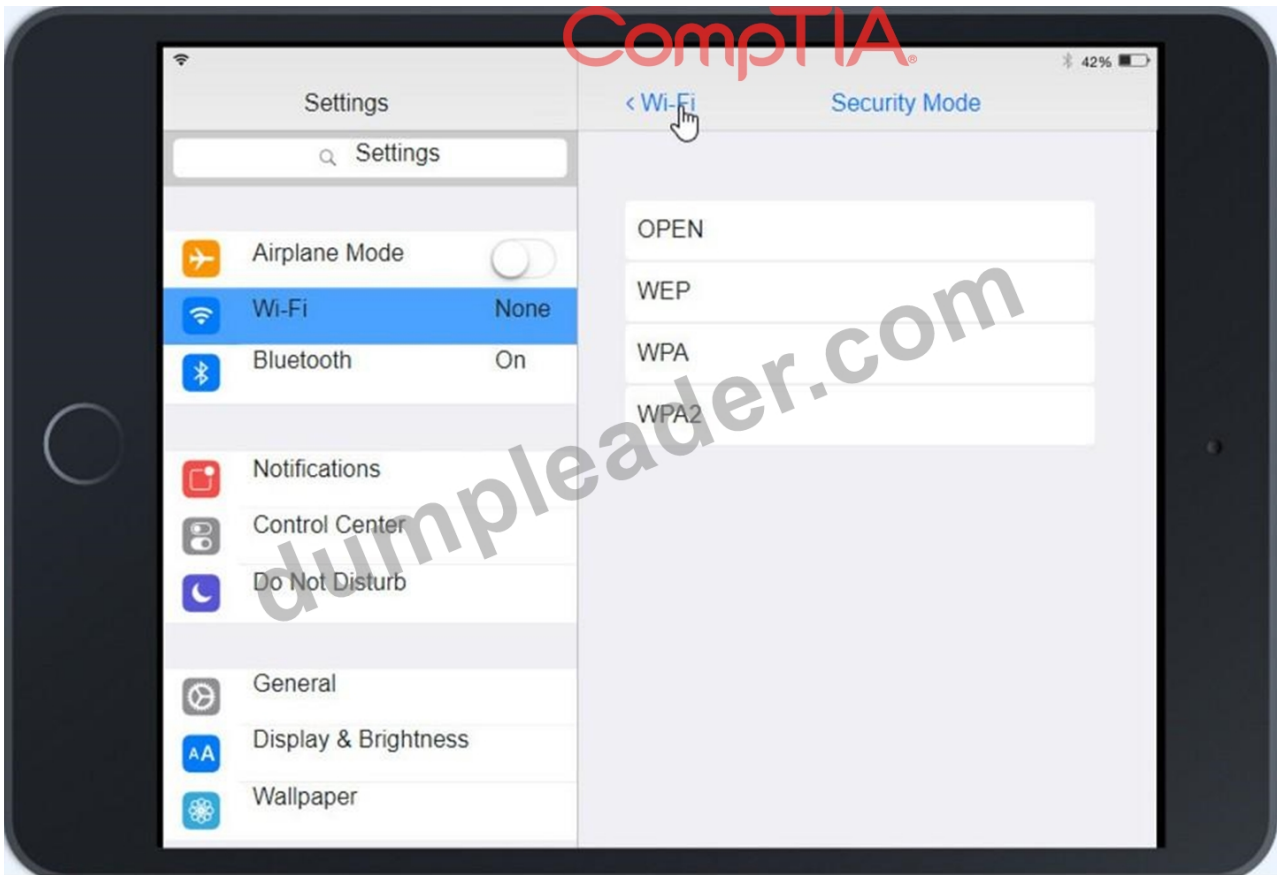 CompTIA®
42%
Settings
< Wi-Fi
Security Mode
Settings
Airplane Mode
Wi-Fi None
Bluetooth On
Notifications
Control Center
Do Not Disturb
General
AA Display & Brightness
Wallpaper
OPEN
WEP
WPA
WPA2
dumpleader.com